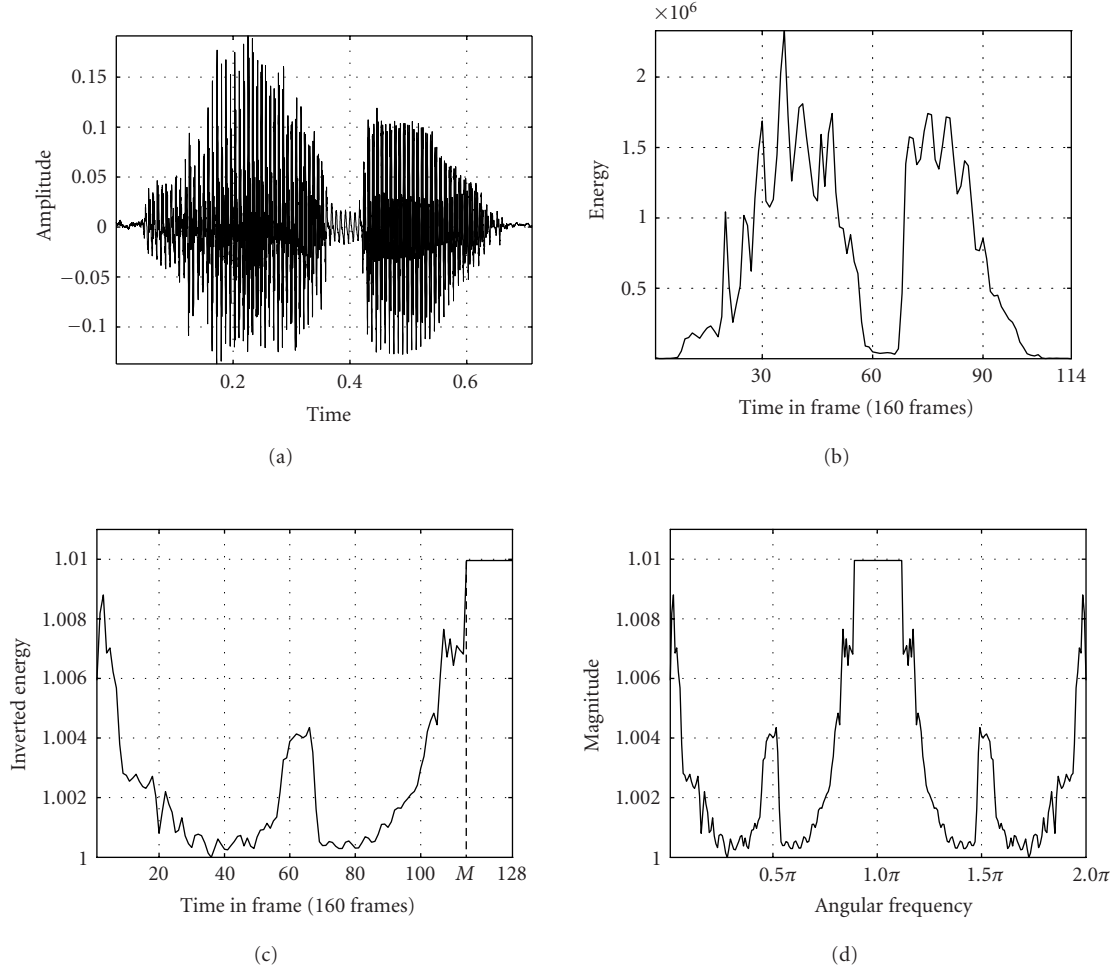 0.15
0.1
0.05
0
−0.05
−0.1
Amplitude
0.2
0.4
0.6
Time
(a)
×10⁶
2
1.5
1
0.5
Energy
30
60
90
114
Time in frame (160 frames)
(b)
1.01
1.008
1.006
1.004
1.002
1
Inverted energy
20
40
60
80
100
M
128
Time in frame (160 frames)
(c)
1.01
1.008
1.006
1.004
1.002
1
Magnitude
0.5π
1.0π
1.5π
2.0π
Angular frequency
(d)